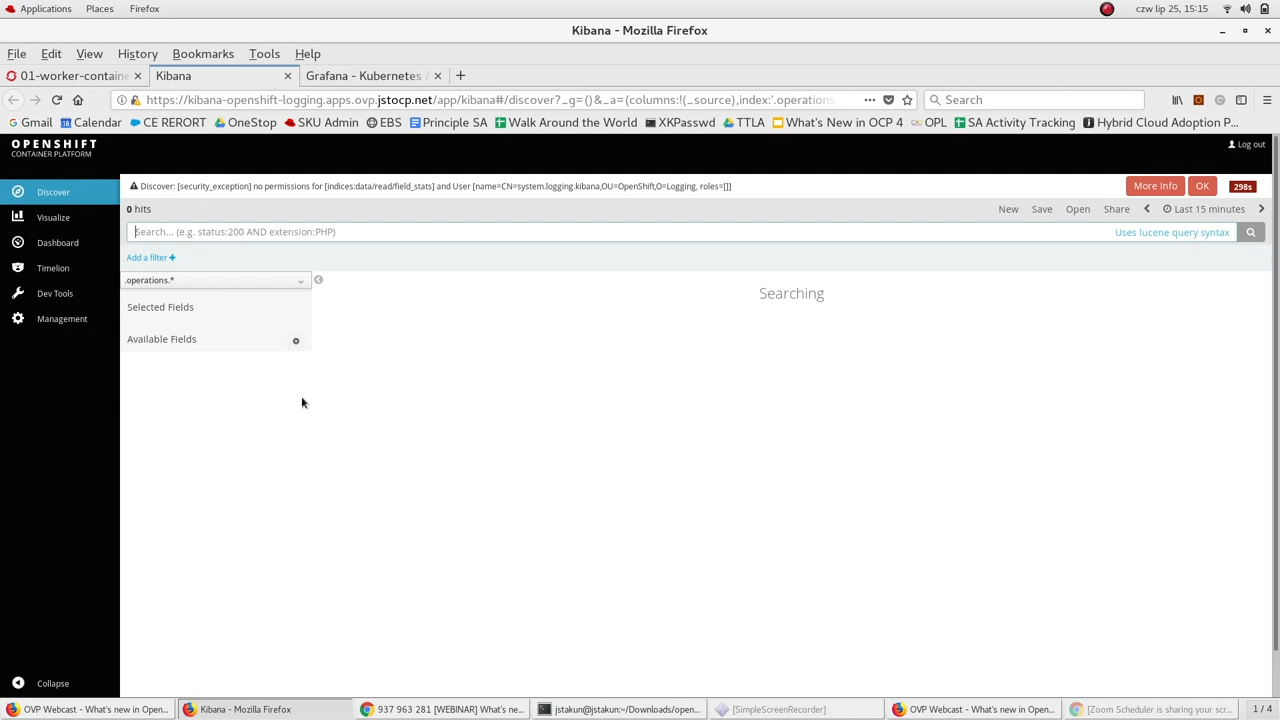 Applications Places Firefox czw lip 25, 15:15
Kibana - Mozilla Firefox
File Edit View History Bookmarks Tools Help
01-worker-containe Kibana Grafana - Kubernetes /
https://kibana-openshift-logging.apps.ovp.jstocp.net/app/kibana#/discover?_g=()&_a=(columns:!(_source),index:'.operations. Search
Gmail Calendar CE RERORT OneStop SKU Admin EBS Principle SA Walk Around the World XKPasswd TTLA What's New in OCP 4 OPL SA Activity Tracking Hybrid Cloud Adoption P...
OPENSHIFT
CONTAINER PLATFORM
Log out
Discover
Visualize
Dashboard
Timelion
Dev Tools
Management
Collapse
Discover: [security_exception] no permissions for [indices:data/read/field_stats] and User [name=CN=system.logging.kibana,OU=OpenShift,O=Logging, roles=[]] More Info OK 298s
0 hits New Save Open Share Last 15 minutes
Search... (e.g. status:200 AND extension:PHP) Uses lucene query syntax
Add a filter +
.operations.*
Searching
Selected Fields
Available Fields
OVP Webcast - What's new in Open... Kibana - Mozilla Firefox 937 963 281 [WEBINAR] What's ne... jstakun@jstakun:~/Downloads/open... [SimpleScreenRecorder] OVP Webcast - What's new in Open... [Zoom Scheduler is sharing your scr... 1 / 4